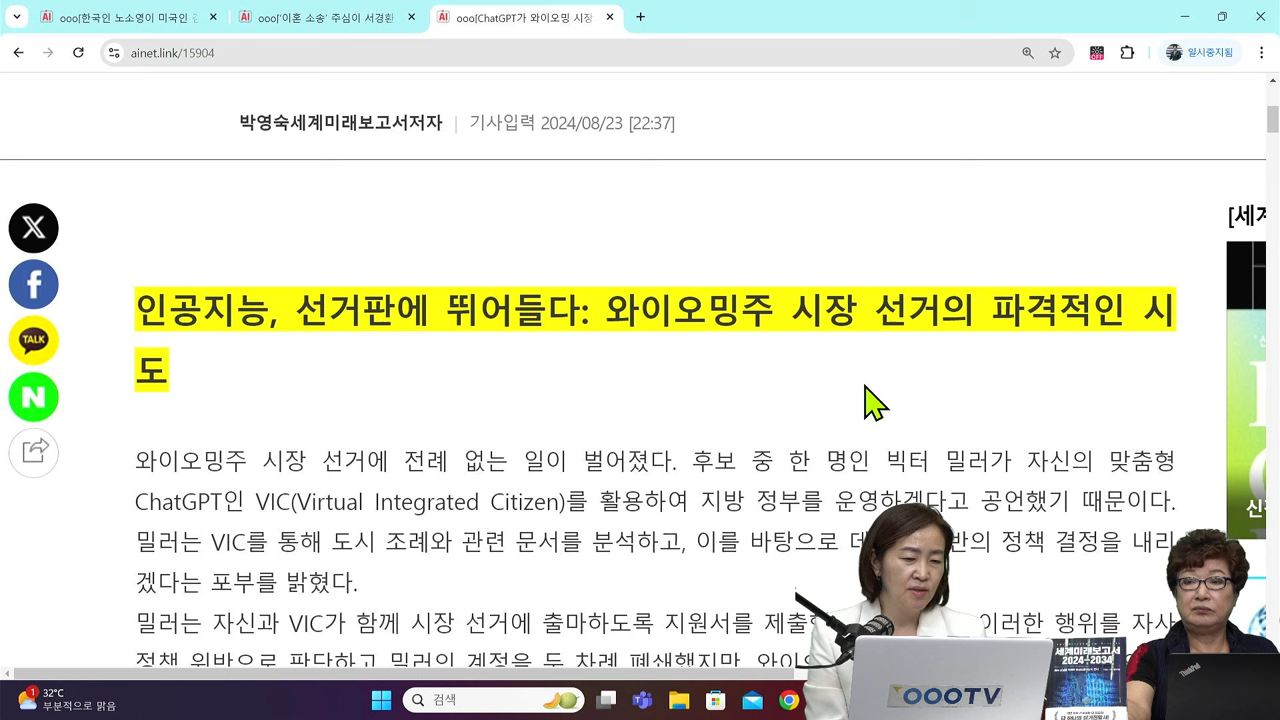 ooo[한국인 노소영이 미국인 김
ooo['이혼 소송' 주심이 서경환
ooo[ChatGPT가 와이오밍 시장
ainet.link/15904
OFF
일시중지됨
박영숙세계미래보고서저자 | 기사입력 2024/08/23 [22:37]
[세계
인공지능, 선거판에 뛰어들다: 와이오밍주 시장 선거의 파격적인 시
도
TALK
N
와이오밍주 시장 선거에 전례 없는 일이 벌어졌다. 후보 중 한 명인 빅터 밀러가 자신의 맞춤형
ChatGPT인 VIC(Virtual Integrated Citizen)를 활용하여 지방 정부를 운영하겠다고 공언했기 때문이다.
밀러는 VIC를 통해 도시 조례와 관련 문서를 분석하고, 이를 바탕으로 정책 결정을 내리
겠다는 포부를 밝혔다.
밀러는 자신과 VIC가 함께 시장 선거에 출마하도록 지원서를 이러한 행위를 자사
정책 위반으로 판단하고 밀러의 계정을 두 차례 폐쇄했지만,
세계미래보고서
2024-2034
ThinkPad
OOOTV
1
32°C
부분적으로 맑음
검색